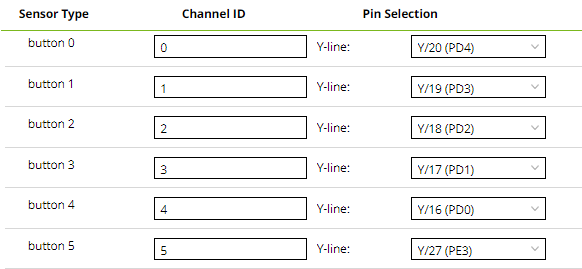 Sensor Type Channel ID Pin Selection
button 0 0 Y-line: Y/20 (PD4)
button 1 1 Y-line: Y/19 (PD3)
button 2 2 Y-line: Y/18 (PD2)
button 3 3 Y-line: Y/17 (PD1)
button 4 4 Y-line: Y/16 (PD0)
button 5 5 Y-line: Y/27 (PE3)